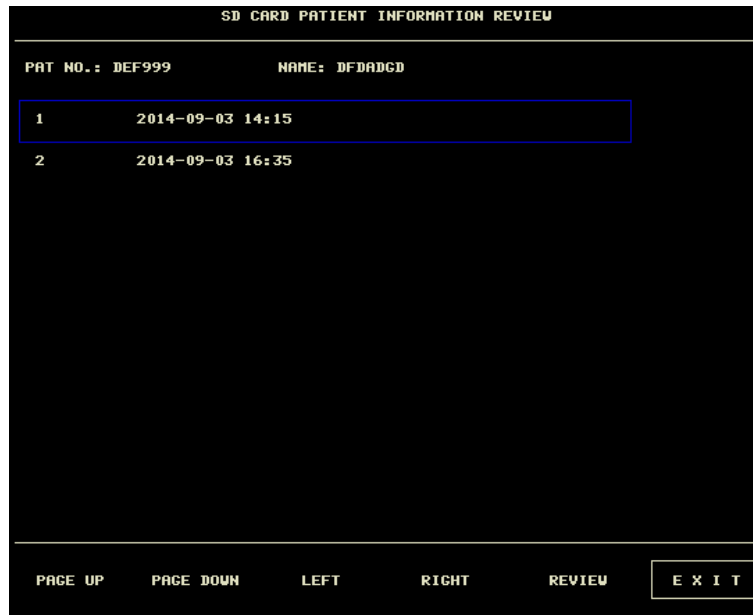 SD CARD PATIENT INFORMATION REVIEW
PAT NO.: DEF999 NAME: DFDADGD
1 2014-09-03 14:15
2 2014-09-03 16:35
PAGE UP PAGE DOWN LEFT RIGHT REVIEW E X I T